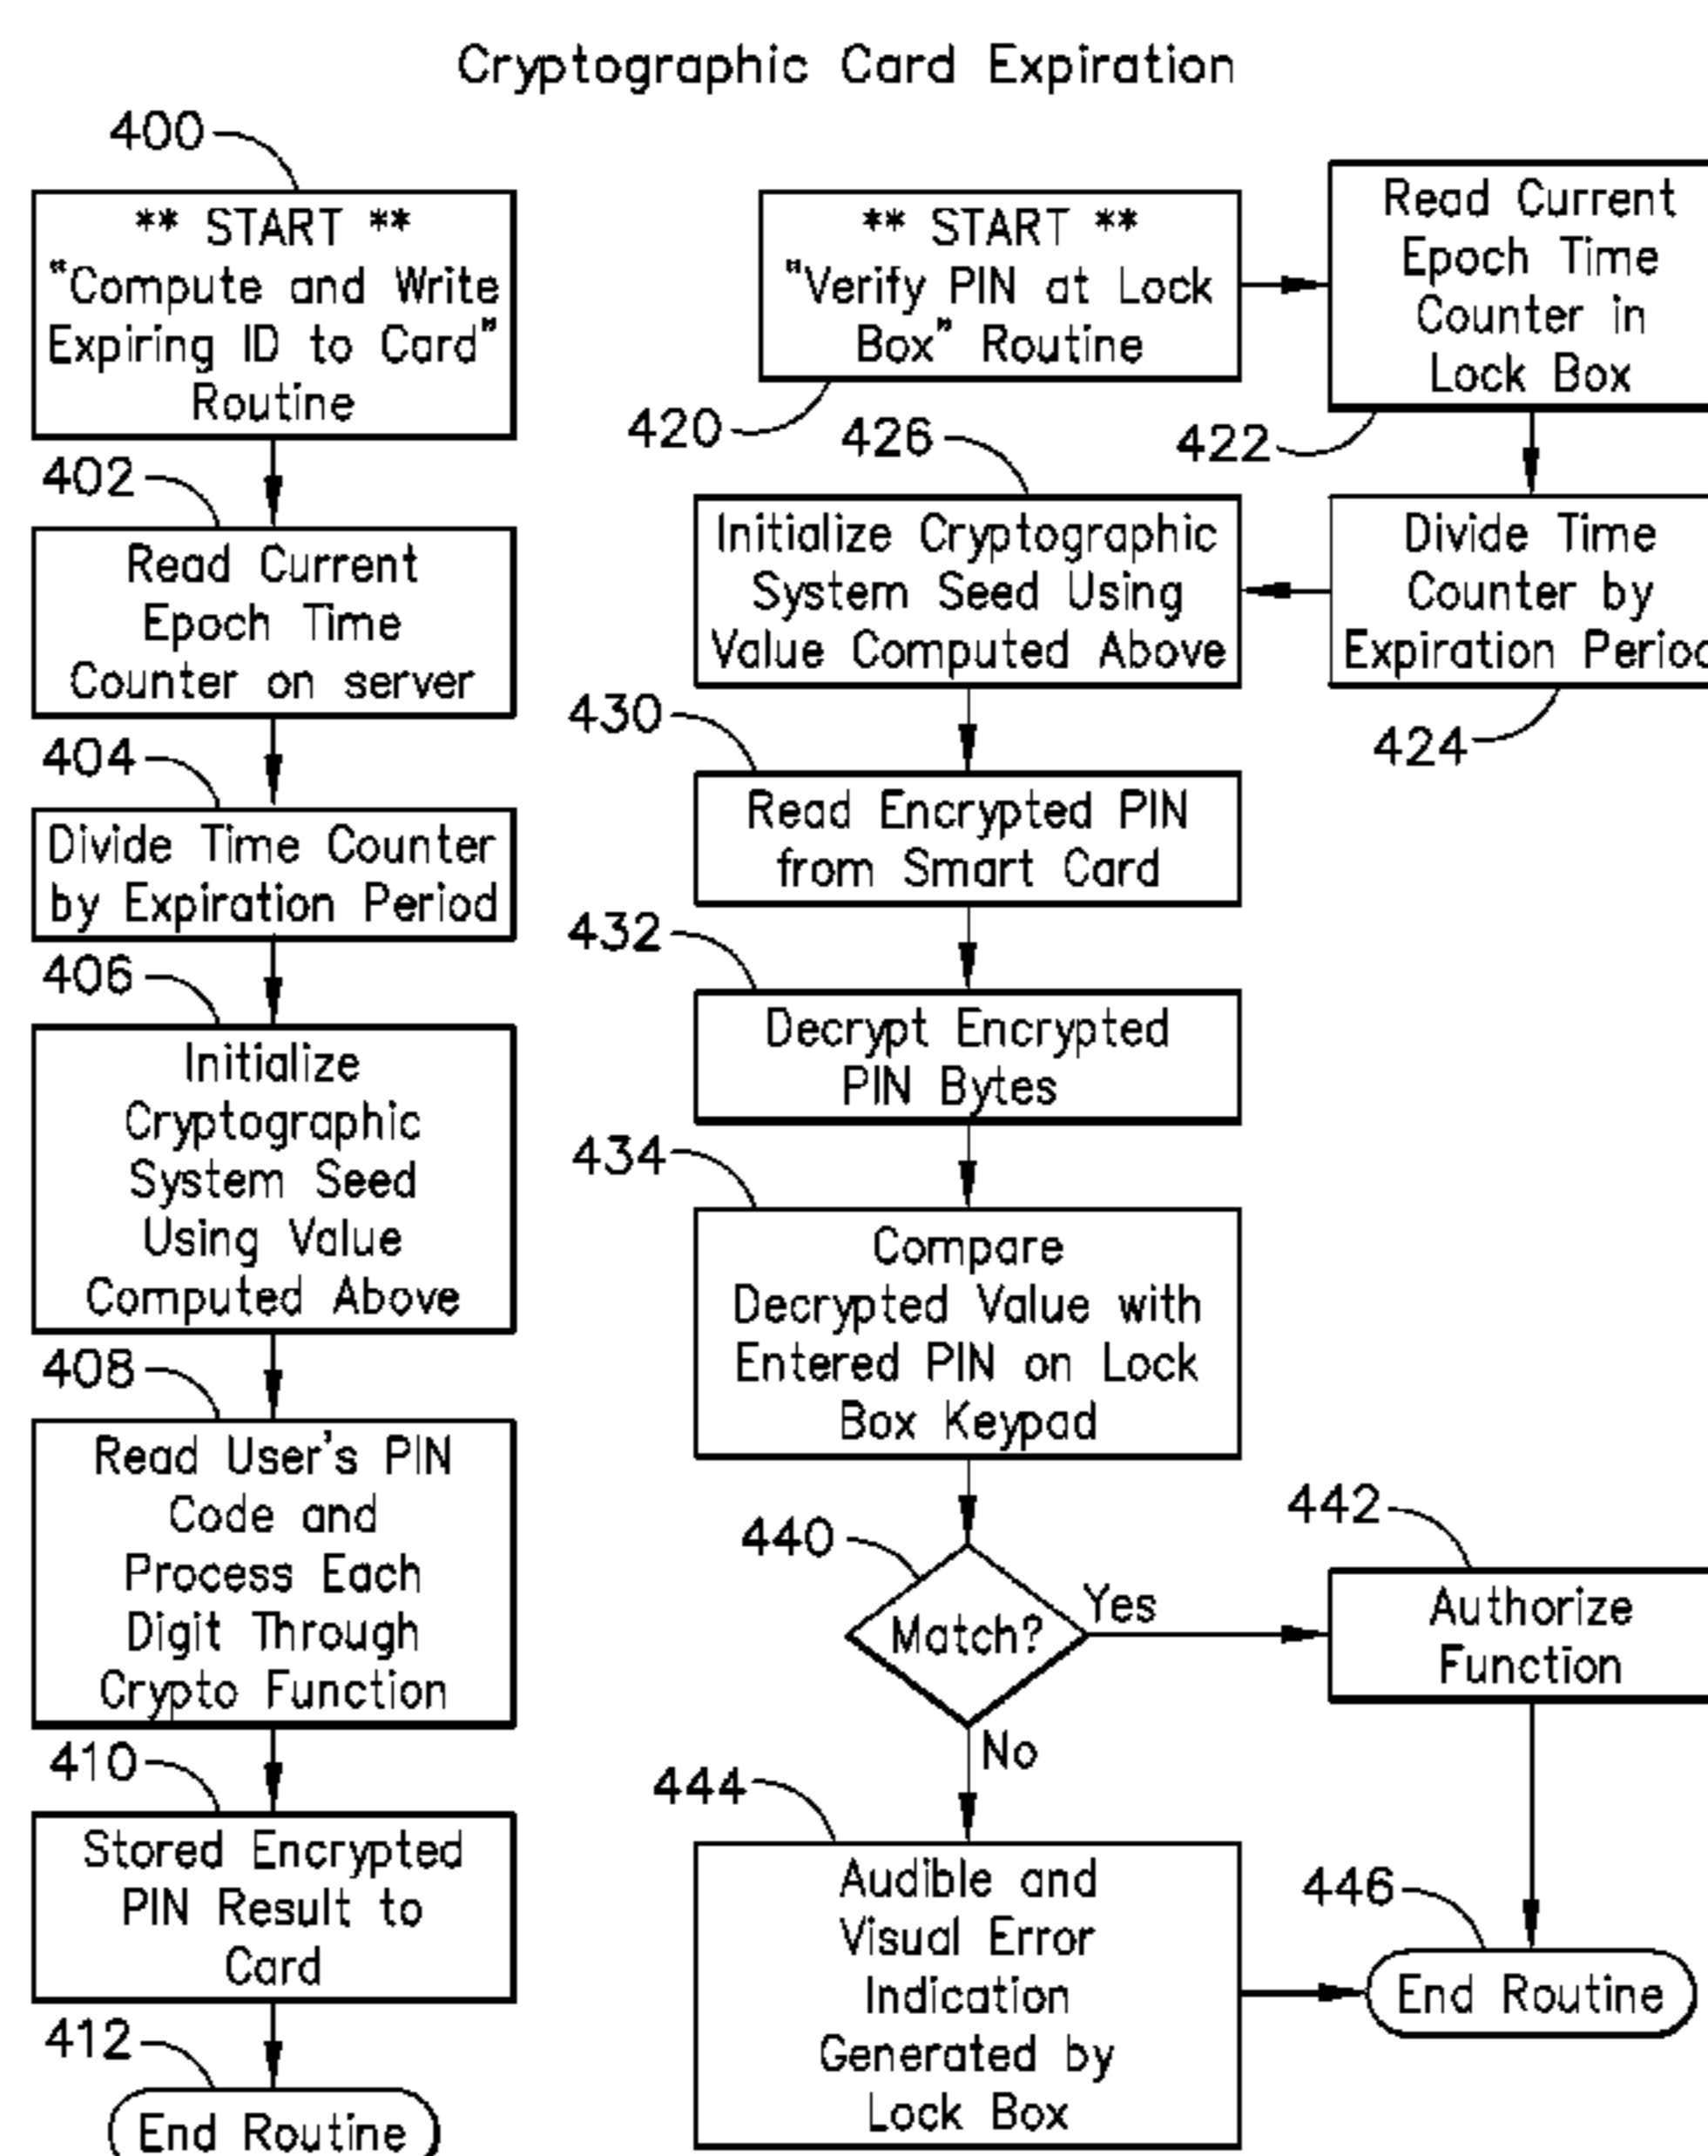 Cryptographic Card Expiration
400
** START **
"Compute and Write
Expiring ID to Card"
Routine
402
Read Current
Epoch Time
Counter on server
404
Divide Time Counter
by Expiration Period
406
Initialize
Cryptographic
System Seed
Using Value
Computed Above
408
Read User's PIN
Code and
Process Each
Digit Through
Crypto Function
410
Stored Encrypted
PIN Result to
Card
412
End Routine
** START **
"Verify PIN at Lock
Box" Routine
420
Read Current
Epoch Time
Counter in
Lock Box
422
Divide Time
Counter by
Expiration Period
424
426
Initialize Cryptographic
System Seed Using
Value Computed Above
430
Read Encrypted PIN
from Smart Card
432
Decrypt Encrypted
PIN Bytes
434
Compare
Decrypted Value with
Entered PIN on Lock
Box Keypad
440
Match?
Yes
No
442
Authorize
Function
444
Audible and
Visual Error
Indication
Generated by
Lock Box
446
End Routine